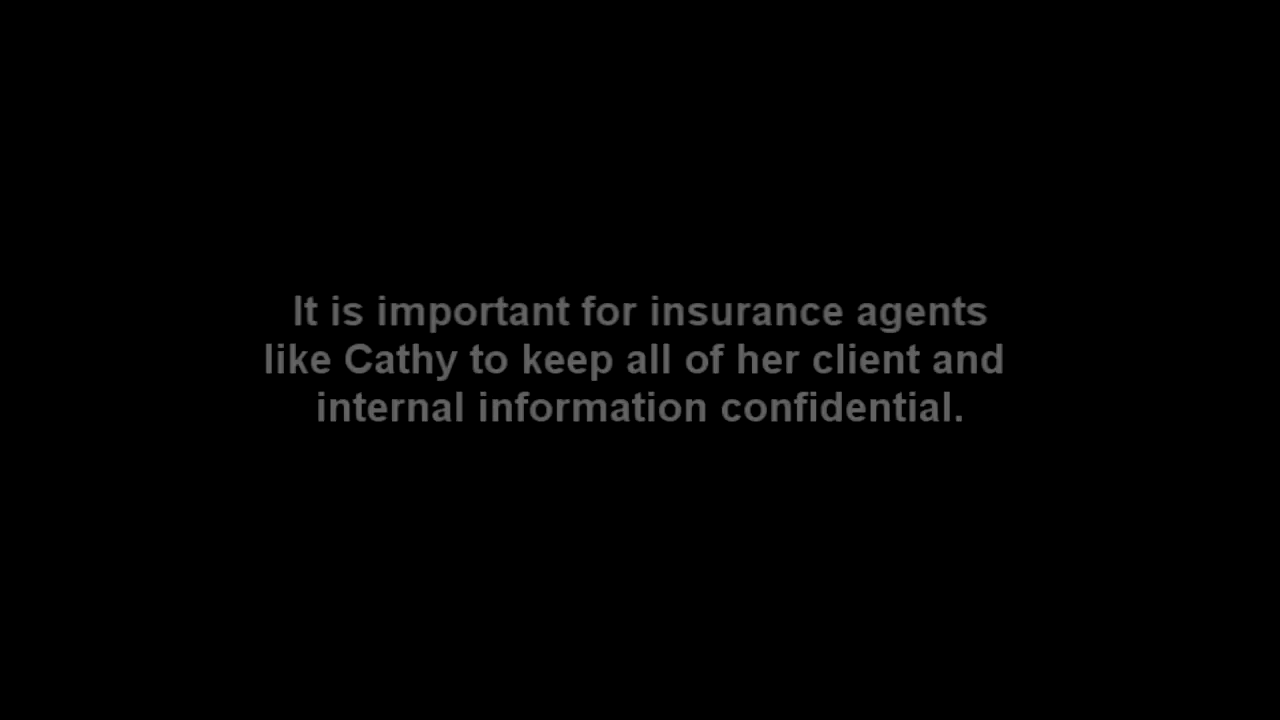 It is important for insurance agents
like Cathy to keep all of her client and
internal information confidential.